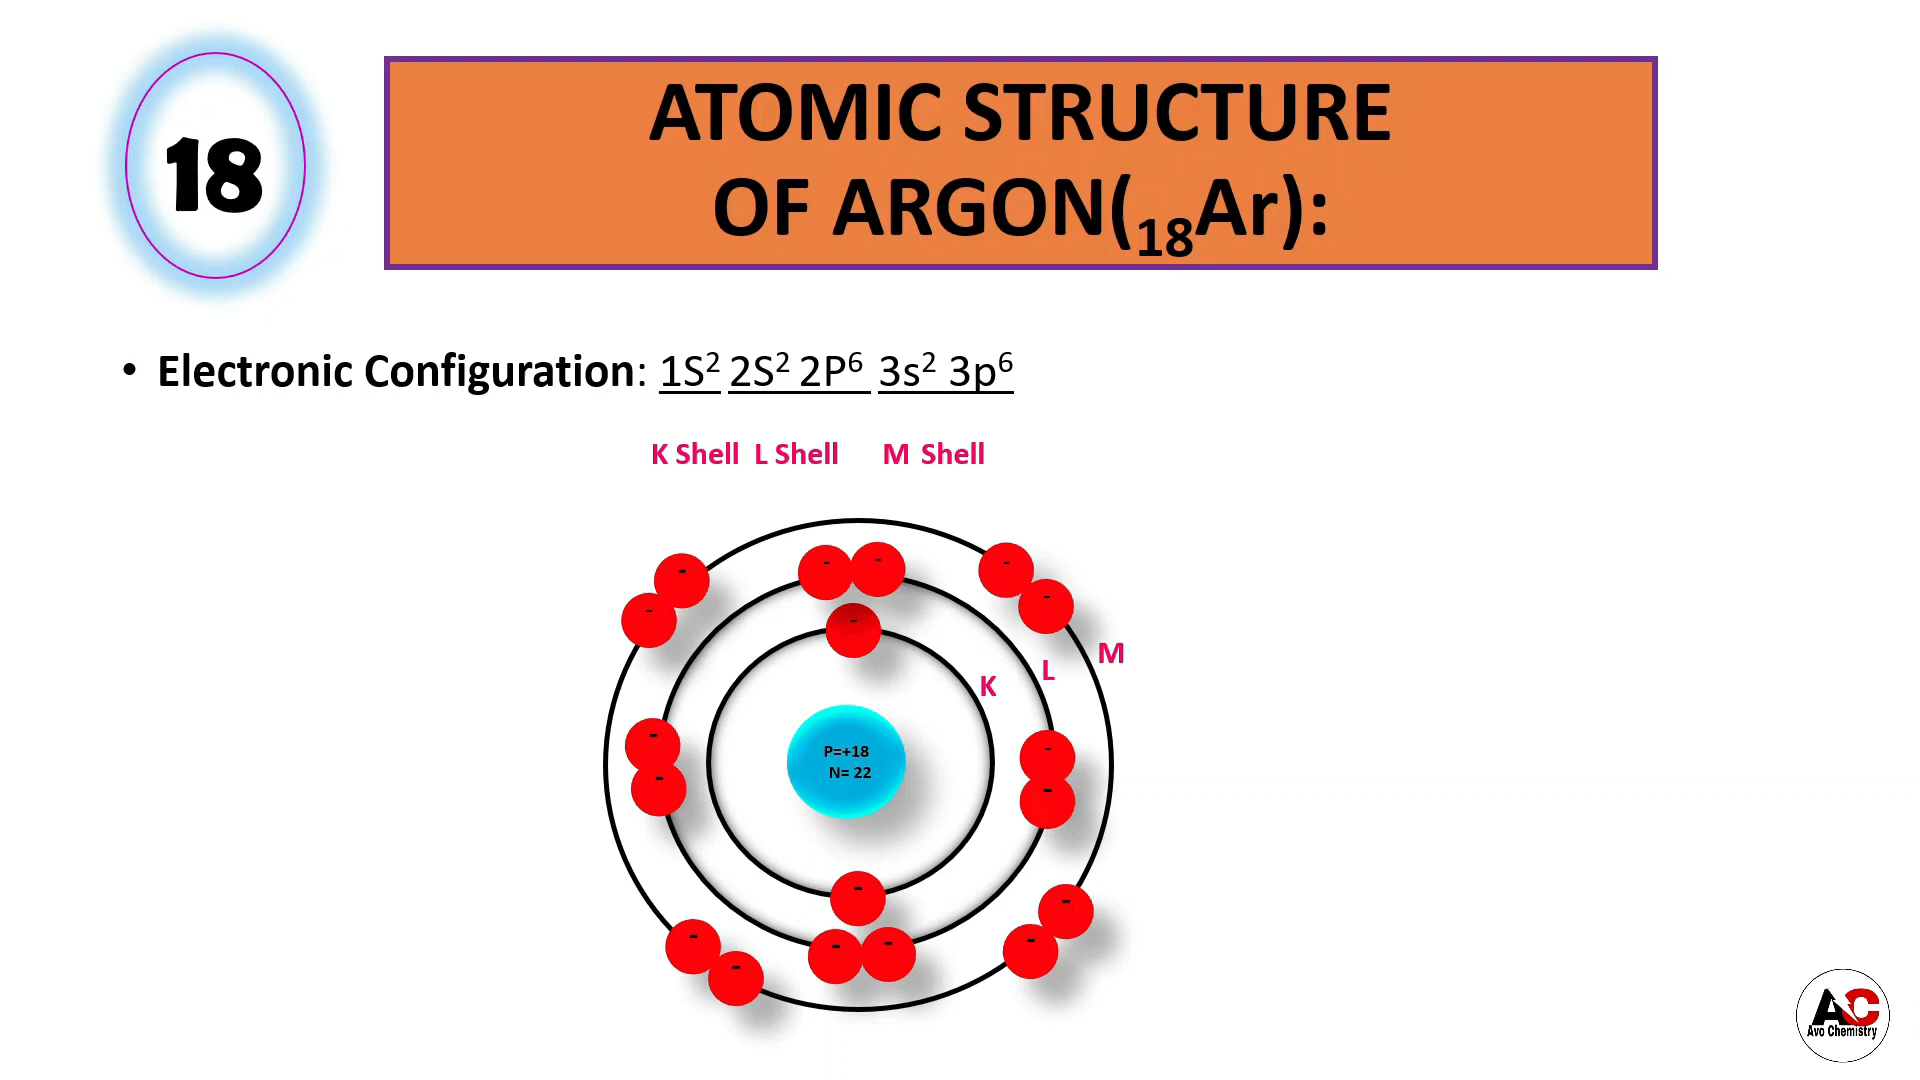 18
ATOMIC STRUCTURE
OF ARGON(₁₈Ar):
• Electronic Configuration: 1S² 2S² 2P⁶ 3s² 3p⁶
K Shell L Shell M Shell
- - - -
- -
-
M
L
K
- -
P=+18
N= 22
- -
- -
- - - -
- -
AC
Avo Chemistry